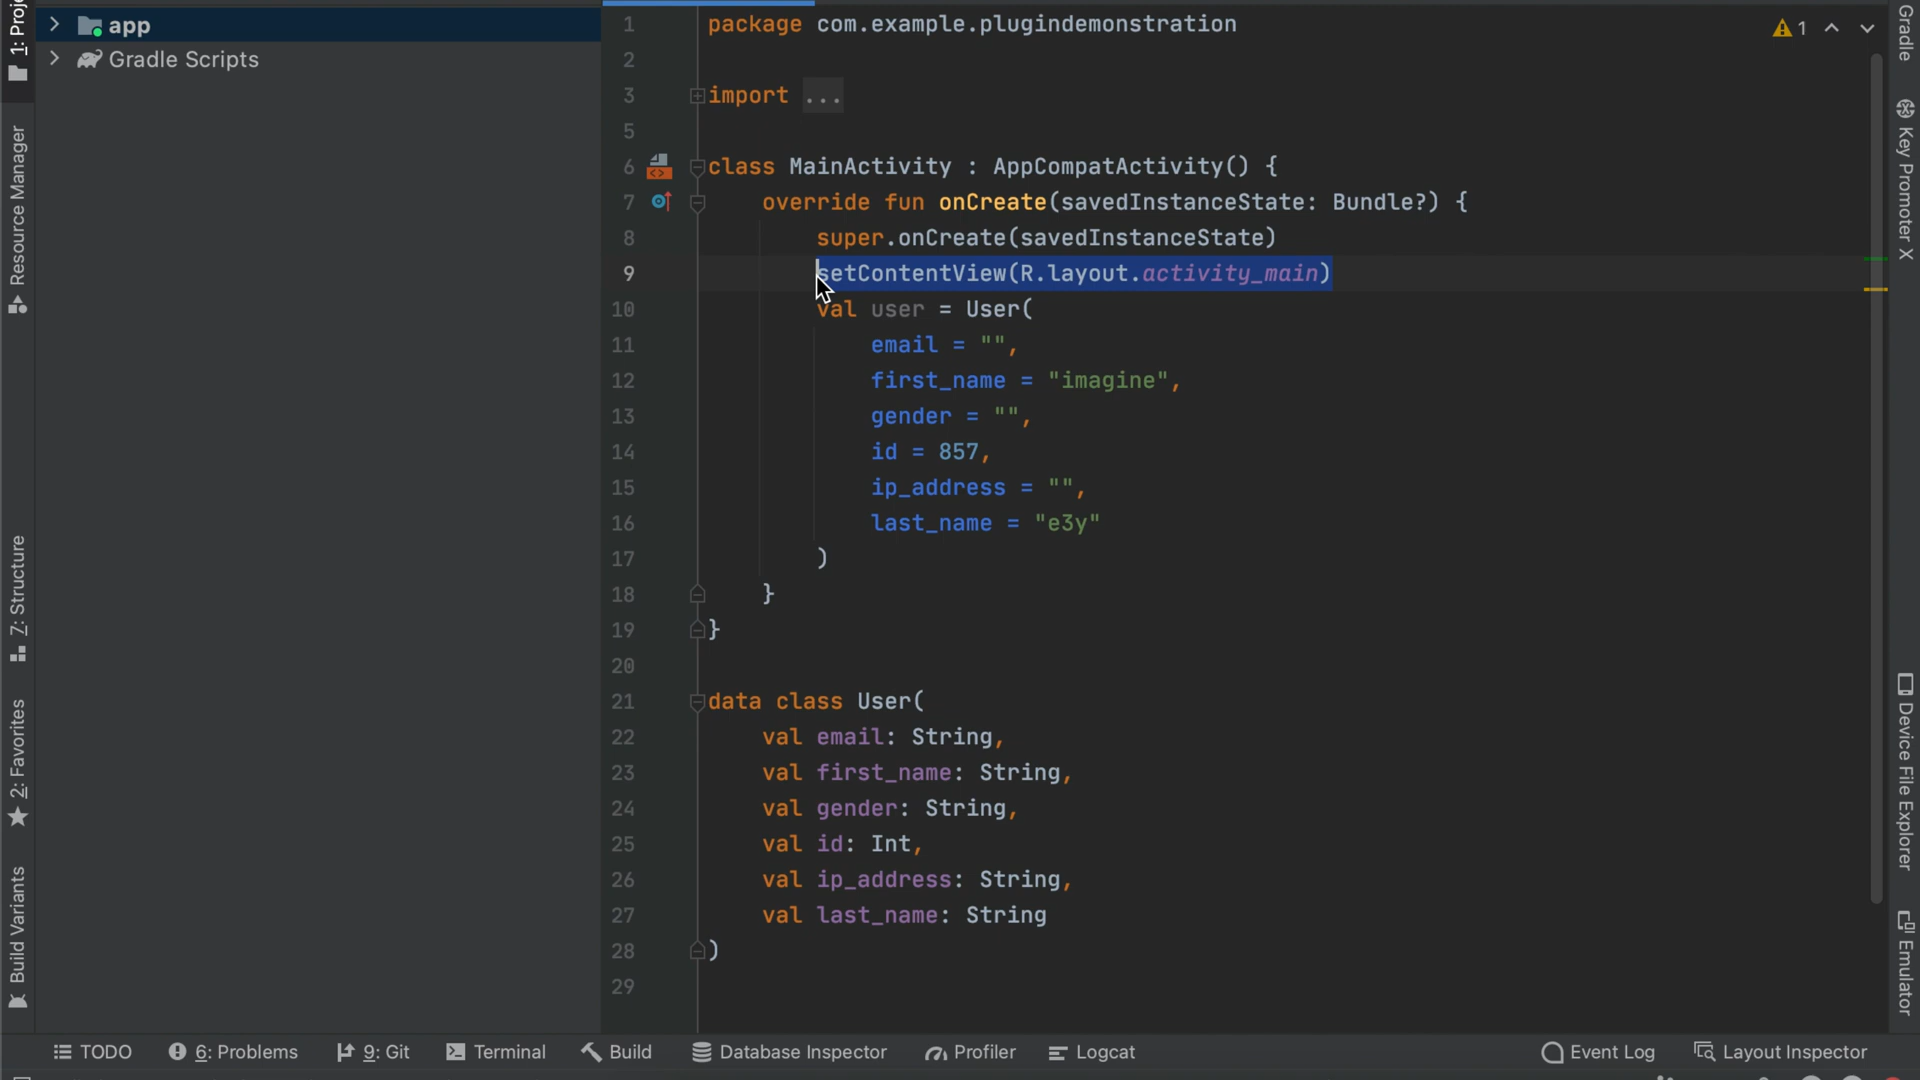 1: Proj
app
Gradle Scripts
Resource Manager
7: Structure
2: Favorites
Build Variants
1 package com.example.plugindemonstration
2
3 import ...
5
6 class MainActivity : AppCompatActivity() {
7 override fun onCreate(savedInstanceState: Bundle?) {
8 super.onCreate(savedInstanceState)
9 setContentView(R.layout.activity_main)
10 val user = User(
11 email = "",
12 first_name = "imagine",
13 gender = "",
14 id = 857,
15 ip_address = "",
16 last_name = "e3y"
17 )
18 }
19 }
20
21 data class User(
22 val email: String,
23 val first_name: String,
24 val gender: String,
25 val id: Int,
26 val ip_address: String,
27 val last_name: String
28 )
29
1
Gradle
Key Promoter X
Device File Explorer
Emulator
TODO 6: Problems 9: Git Terminal Build Database Inspector Profiler Logcat Event Log Layout Inspector